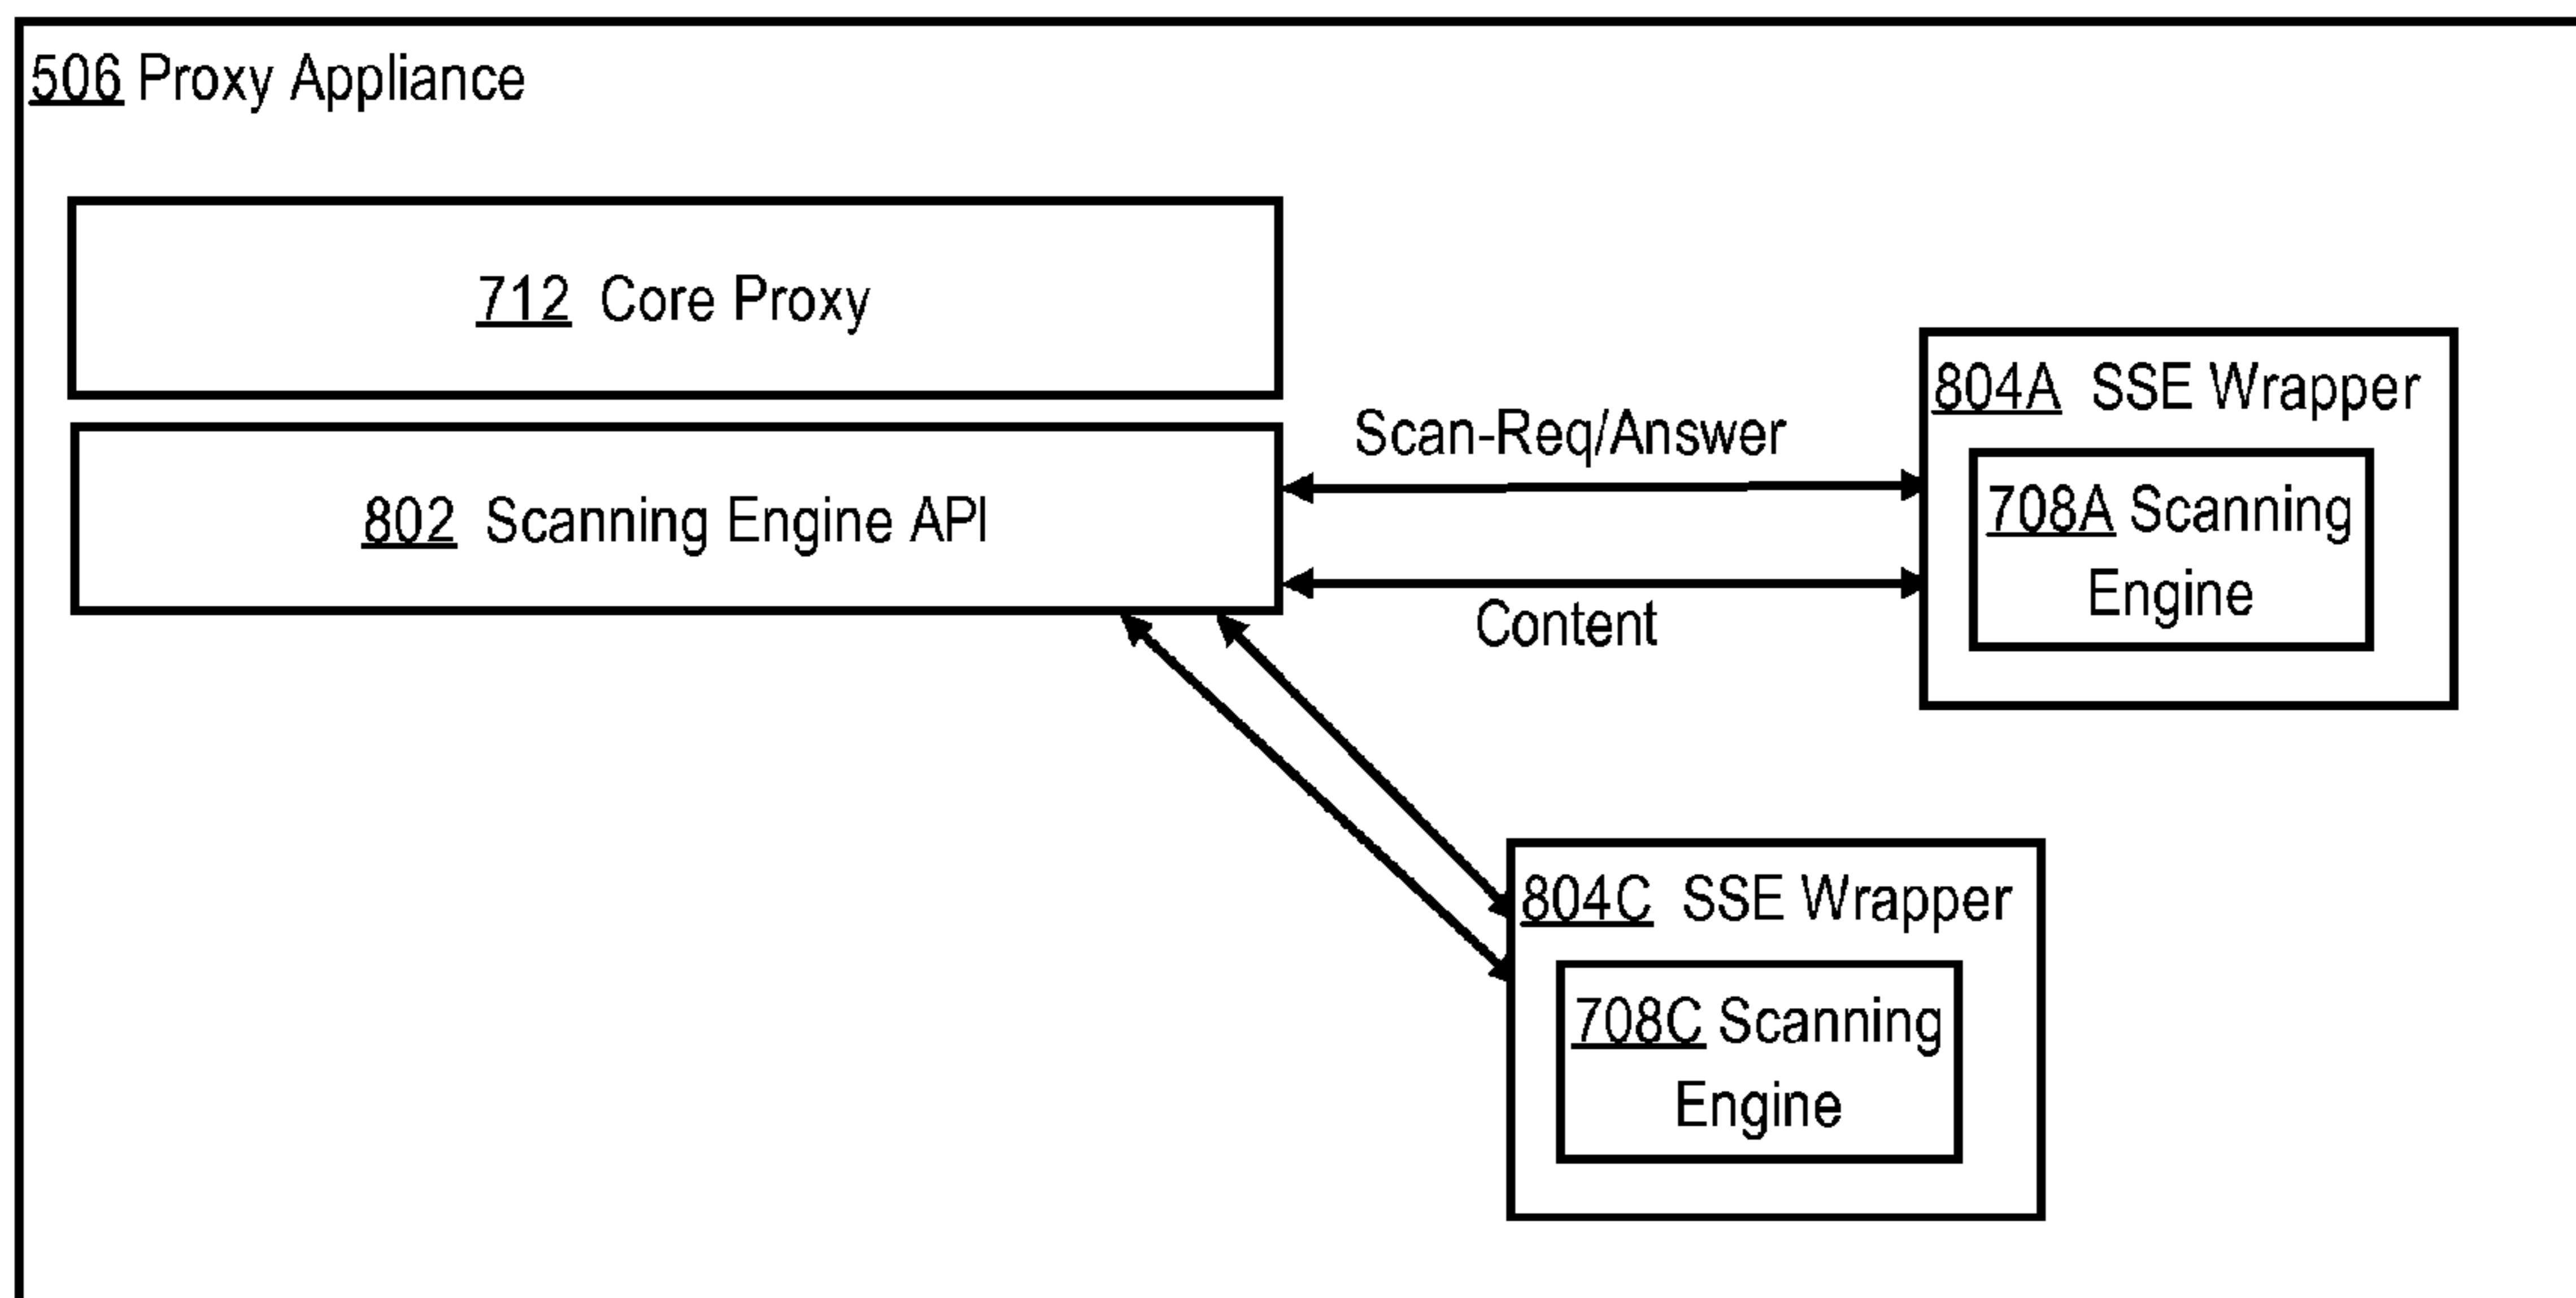 506 Proxy Appliance
712 Core Proxy
802 Scanning Engine API
Scan-Req/Answer
Content
804A SSE Wrapper
708A Scanning
Engine
804C SSE Wrapper
708C Scanning
Engine